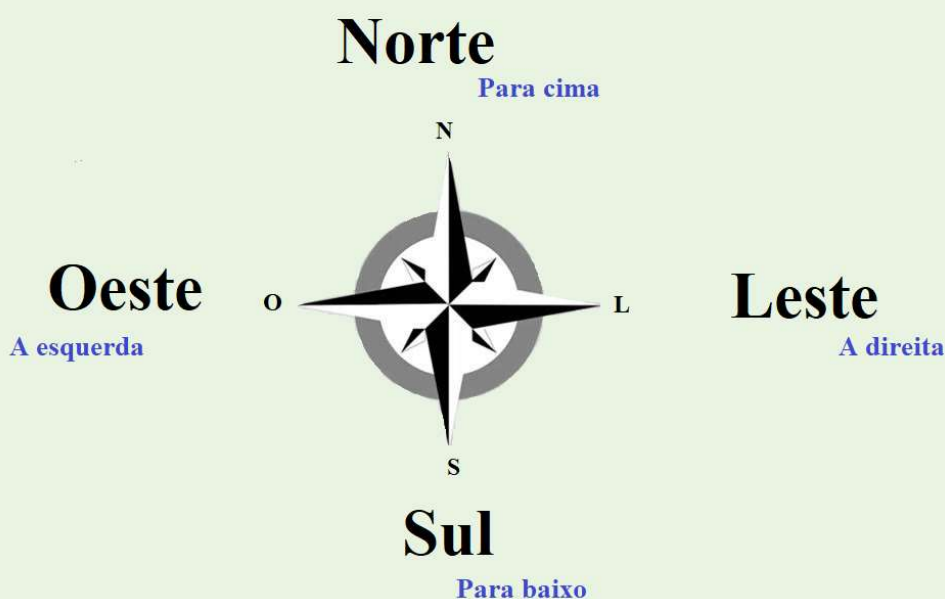 Norte
Para cima
N
Oeste
O
L
Leste
A esquerda
A direita
S
Sul
Para baixo